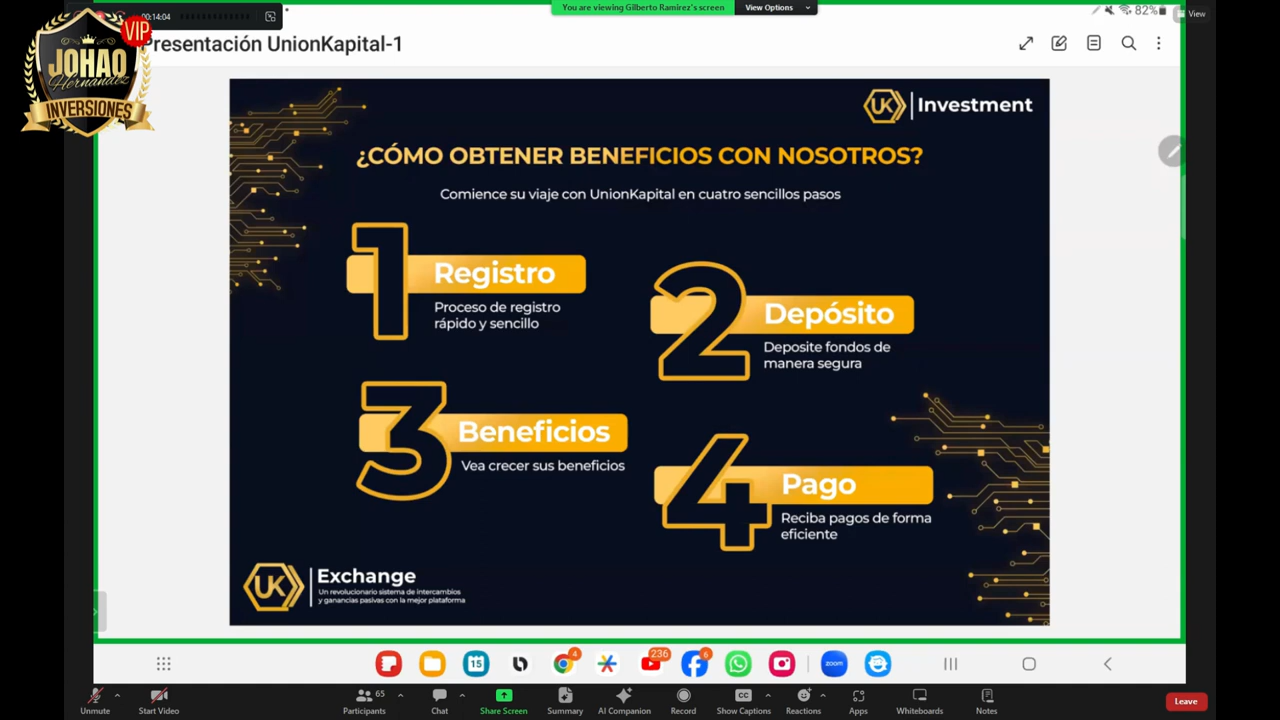 00:14:04
You are viewing Gilberto Ramirez's screen
View Options
82%
View
JOHAO
Hernandez
VIP
INVERSIONES
Presentación UnionKapital-1
UK
Investment
¿CÓMO OBTENER BENEFICIOS CON NOSOTROS?
Comience su viaje con UnionKapital en cuatro sencillos pasos
1
Registro
Proceso de registro
rápido y sencillo
2
Depósito
Deposite fondos de
manera segura
3
Beneficios
Vea crecer sus beneficios
4
Pago
Reciba pagos de forma
eficiente
UK
Exchange
Un revolucionario sistema de intercambios
y ganancias pasivas con la mejor plataforma
15
4
236
6
zoom
Unmute
Start Video
65
Participants
Chat
Share Screen
Summary
AI Companion
Record
CC
Show Captions
Reactions
Apps
Whiteboards
Notes
Leave